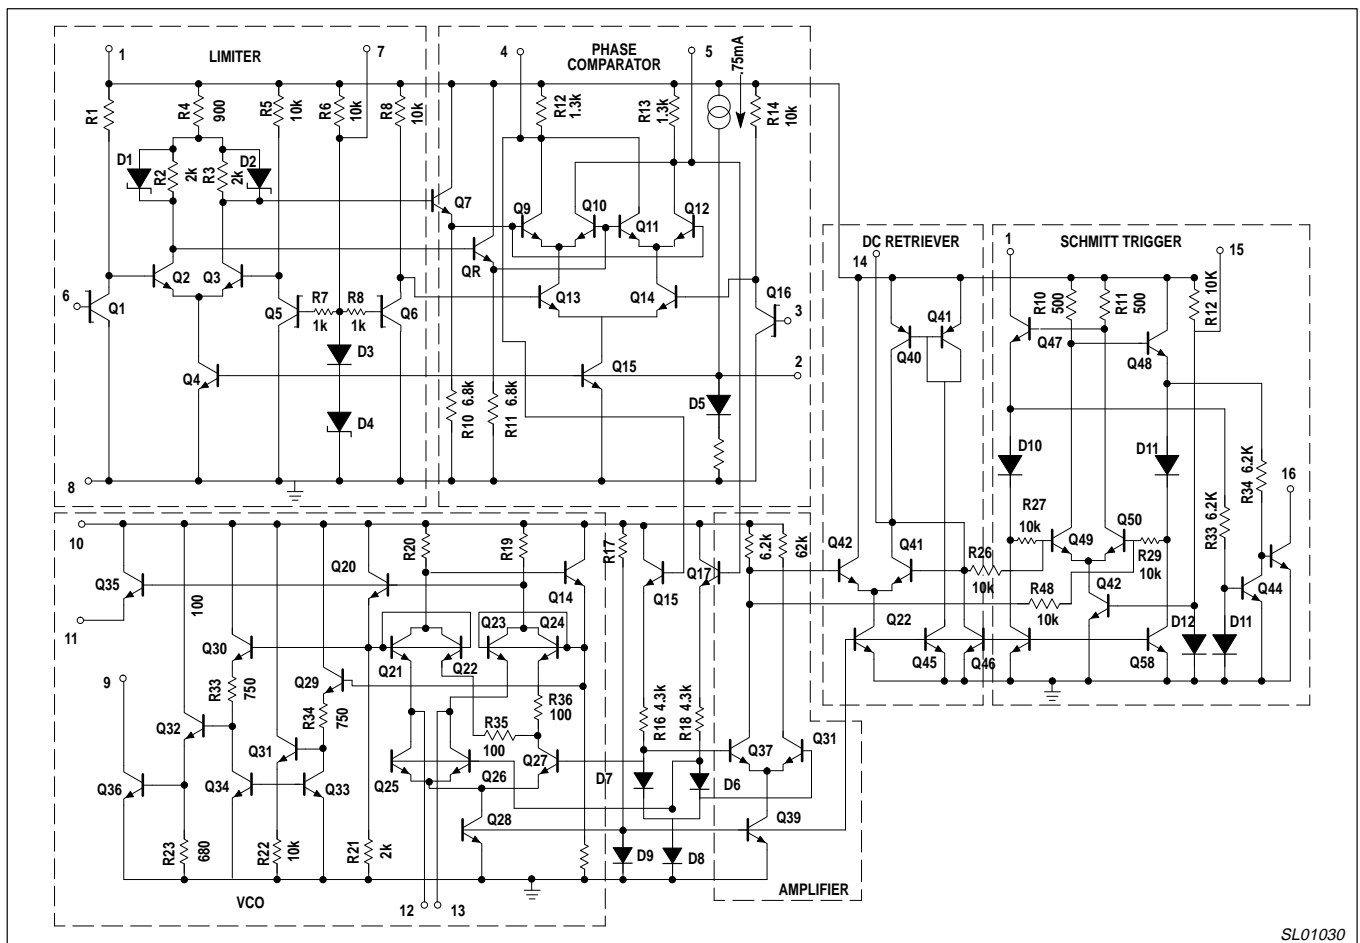 LIMITER
PHASE
COMPARATOR
1
7
4
5
.75mA
R1
R4
900
R5
10k
R6
10k
R8
10k
R12
1.3k
R13
1.3k
R14
10k
D1
R2
2k
R3
2k
D2
Q7
Q9
Q10
Q11
Q12
QR
6
Q1
Q2
Q3
Q5
R7
1k
R8
1k
Q6
Q13
Q14
Q16
3
D3
Q4
Q15
2
D4
R10 6.8k
R11 6.8k
D5
8
DC RETRIEVER
14
SCHMITT TRIGGER
1
15
Q41
Q40
R10
500
R11
500
R12 10K
Q47
Q48
D10
D11
R33 6.2K
R34 6.2K
16
R27
10k
Q49
Q50
R29
10k
Q42
Q41
R26
10k
R48
10k
Q42
Q44
Q22
Q45
Q46
Q58
D12
D11
10
R20
R19
R17
6.2k
62k
Q35
Q20
Q14
Q15
Q17
11
100
Q30
Q21
Q22
Q23
Q24
9
R33
750
Q29
R34
750
R36
100
R35
100
R16 4.3k
R18 4.3k
Q32
Q31
Q25
Q26
Q27
D7
D6
Q37
Q31
Q36
Q34
Q33
Q28
Q39
R23
680
R22
10k
R21
2k
D9
D8
VCO
12
13
AMPLIFIER
SL01030